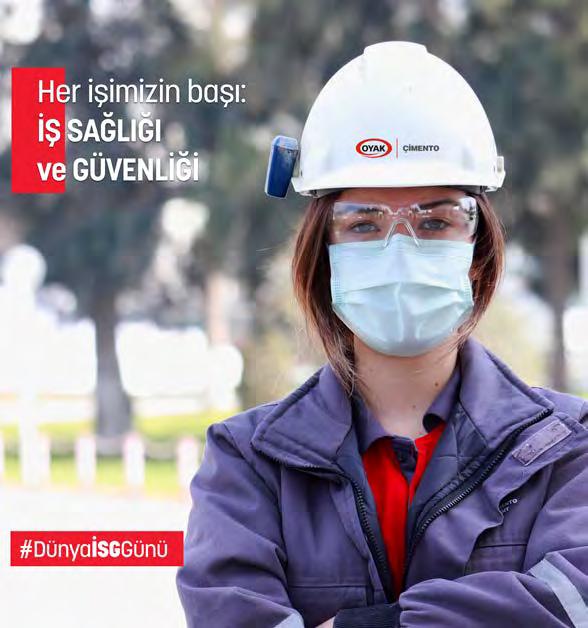 Her işimizin başı:
İŞ SAĞLIĞI
ve GÜVENLİĞİ
OYAK | ÇİMENTO
#DünyaİSGGünü